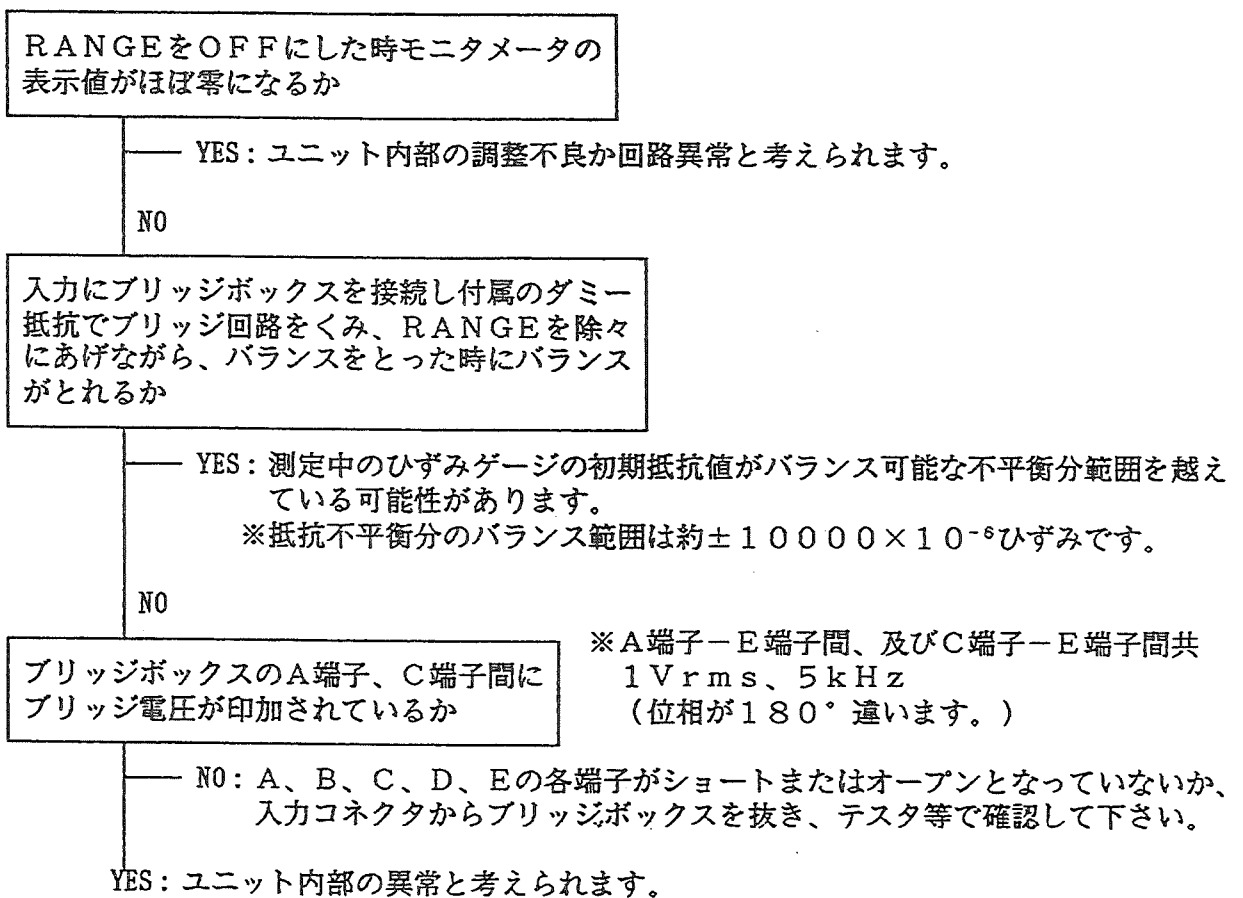 RANGEをOFFにした時モニタメータの
表示値がほぼ零になるか
YES:ユニット内部の調整不良か回路異常と考えられます。
NO
入力にブリッジボックスを接続し付属のダミー
抵抗でブリッジ回路をくみ、RANGEを除々
にあげながら、バランスをとった時にバランス
がとれるか
YES:測定中のひずみゲージの初期抵抗値がバランス可能な不平衡分範囲を越え
ている可能性があります。
※抵抗不平衡分のバランス範囲は約±10000×10⁻⁶ひずみです。
NO
※A端子-E端子間、及びC端子-E端子間共
1Vrms、5kHz
(位相が180°違います。)
ブリッジボックスのA端子、C端子間に
ブリッジ電圧が印加されているか
NO:A、B、C、D、Eの各端子がショートまたはオープンとなっていないか、
入力コネクタからブリッジボックスを抜き、テスタ等で確認して下さい。
YES:ユニット内部の異常と考えられます。